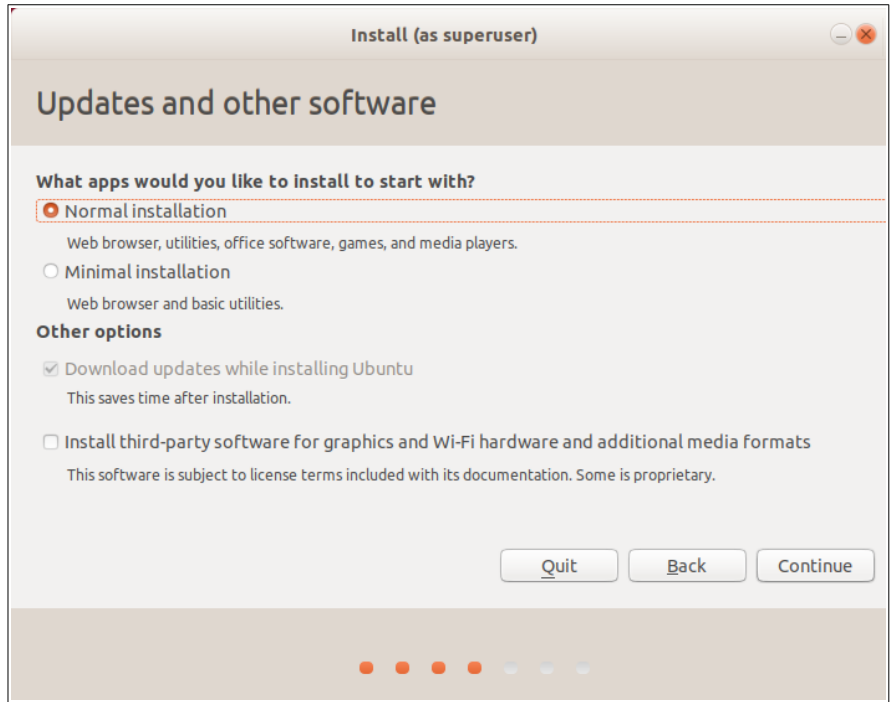 Install (as superuser)
Updates and other software
What apps would you like to install to start with?
Normal installation
Web browser, utilities, office software, games, and media players.
Minimal installation
Web browser and basic utilities.
Other options
Download updates while installing Ubuntu
This saves time after installation.
Install third-party software for graphics and Wi-Fi hardware and additional media formats
This software is subject to license terms included with its documentation. Some is proprietary.
Quit Back Continue